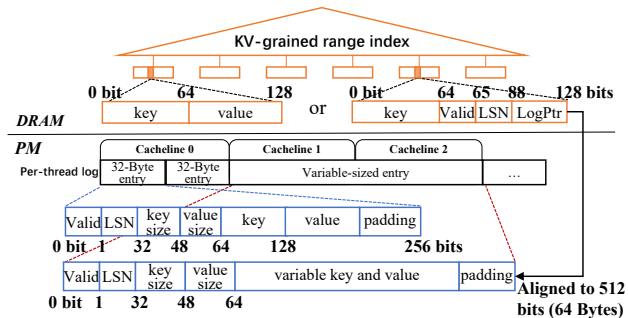 KV-grained range index
0 bit 64 128
0 bit 64 65 88 128 bits
key value
or
key Valid LSN LogPtr
DRAM
PM
Cacheline 0 Cacheline 1 Cacheline 2
Per-thread log
32-Byte entry
32-Byte entry
Variable-sized entry
...
Valid LSN key size value size key value padding
0 bit 1 32 48 64 128 256 bits
Valid LSN key size value size variable key and value padding
0 bit 1 32 48 64
Aligned to 512
bits (64 Bytes)